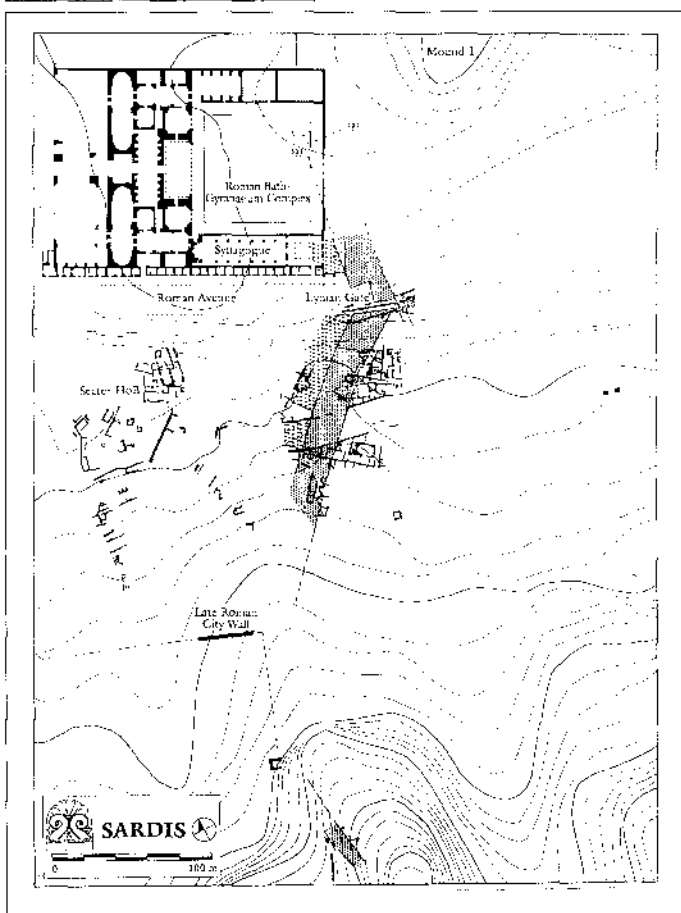 Mound 1
Roman Bath-
Gymnasium Complex
Synagogue
Roman Avenue
Lydian Gate
Sector HoB
Late Roman
City Wall
SARDIS
0 100 m